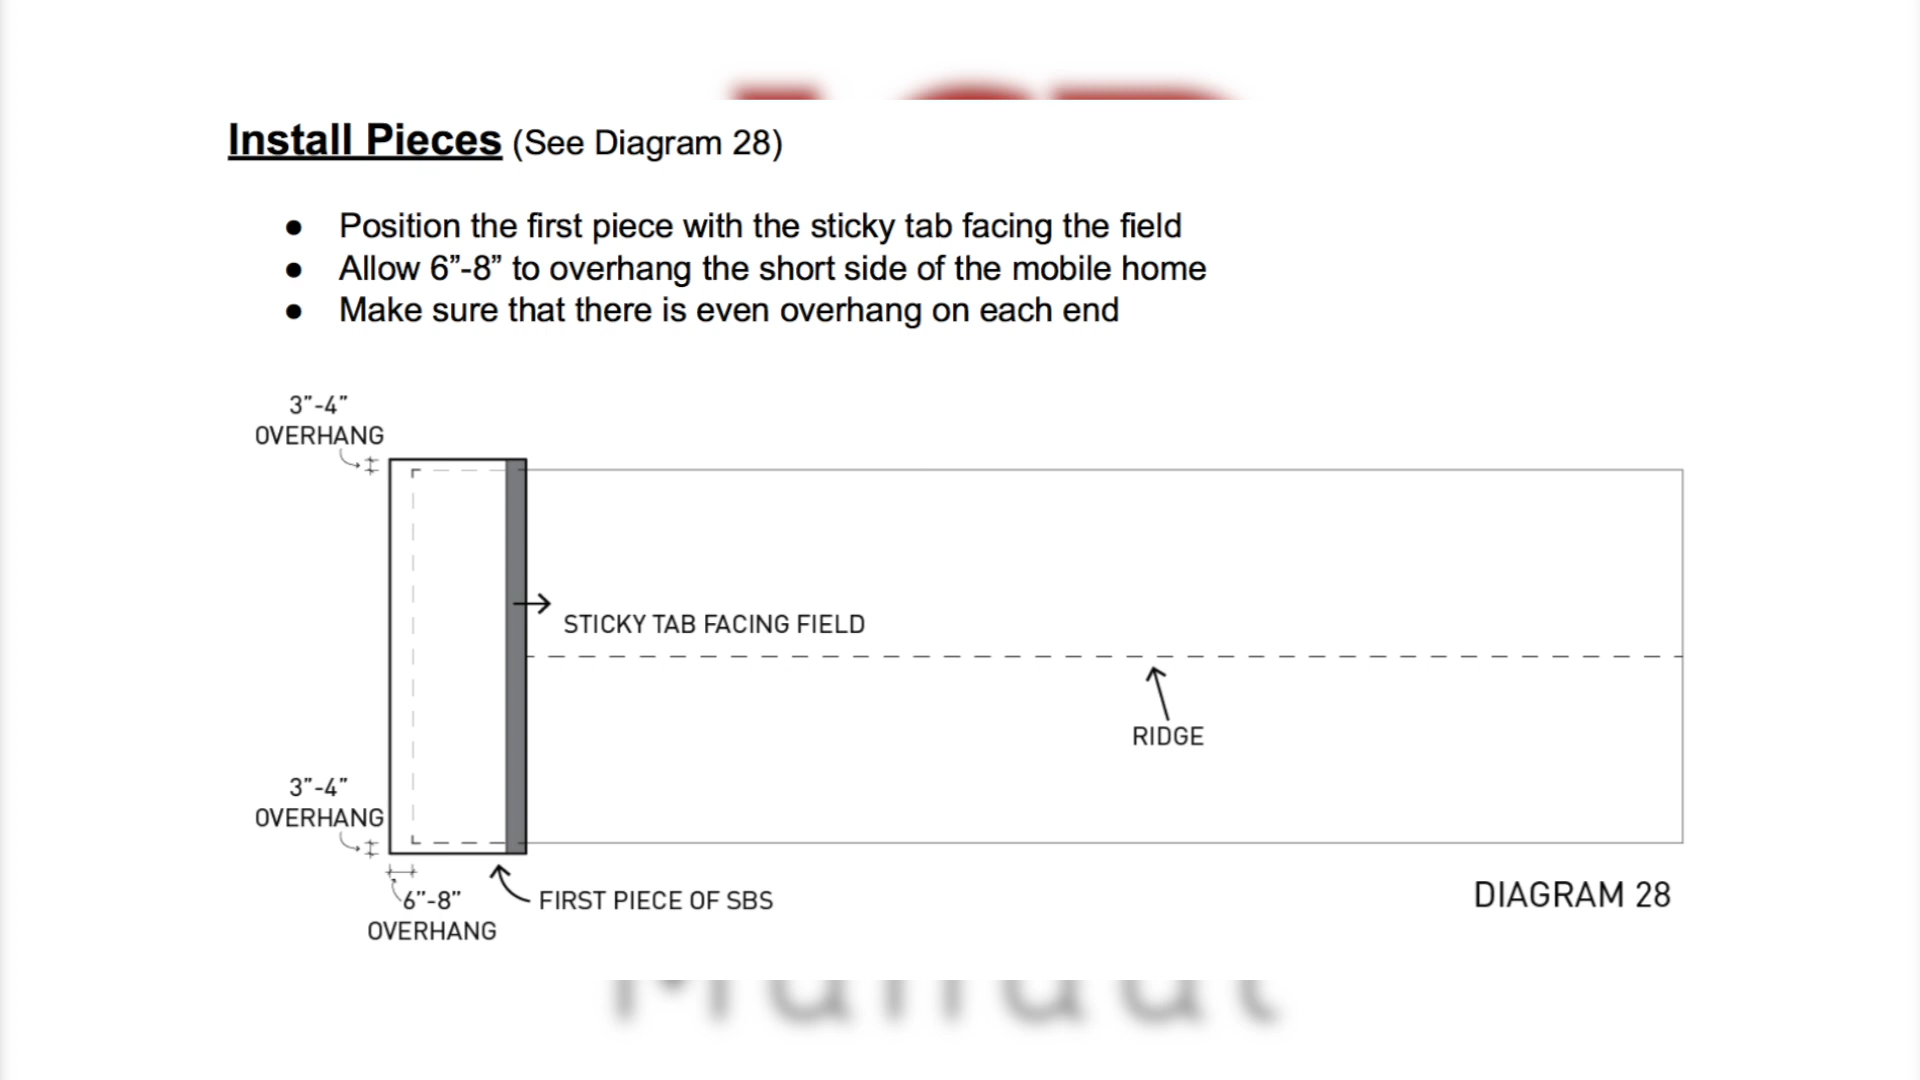 Install Pieces (See Diagram 28)
● Position the first piece with the sticky tab facing the field
● Allow 6”-8” to overhang the short side of the mobile home
● Make sure that there is even overhang on each end
3”-4”
OVERHANG
STICKY TAB FACING FIELD
RIDGE
3”-4”
OVERHANG
6”-8”
OVERHANG
FIRST PIECE OF SBS
DIAGRAM 28